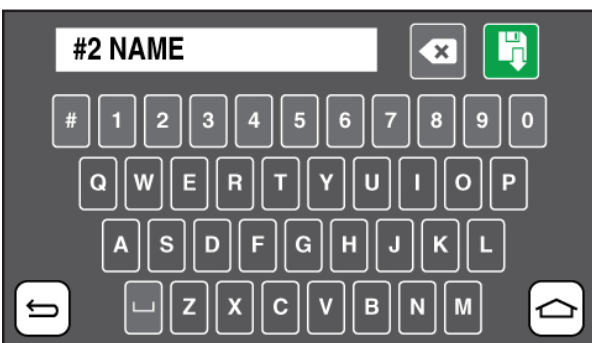 #2 NAME
# 1 2 3 4 5 6 7 8 9 0
Q W E R T Y U I O P
A S D F G H J K L
Z X C V B N M